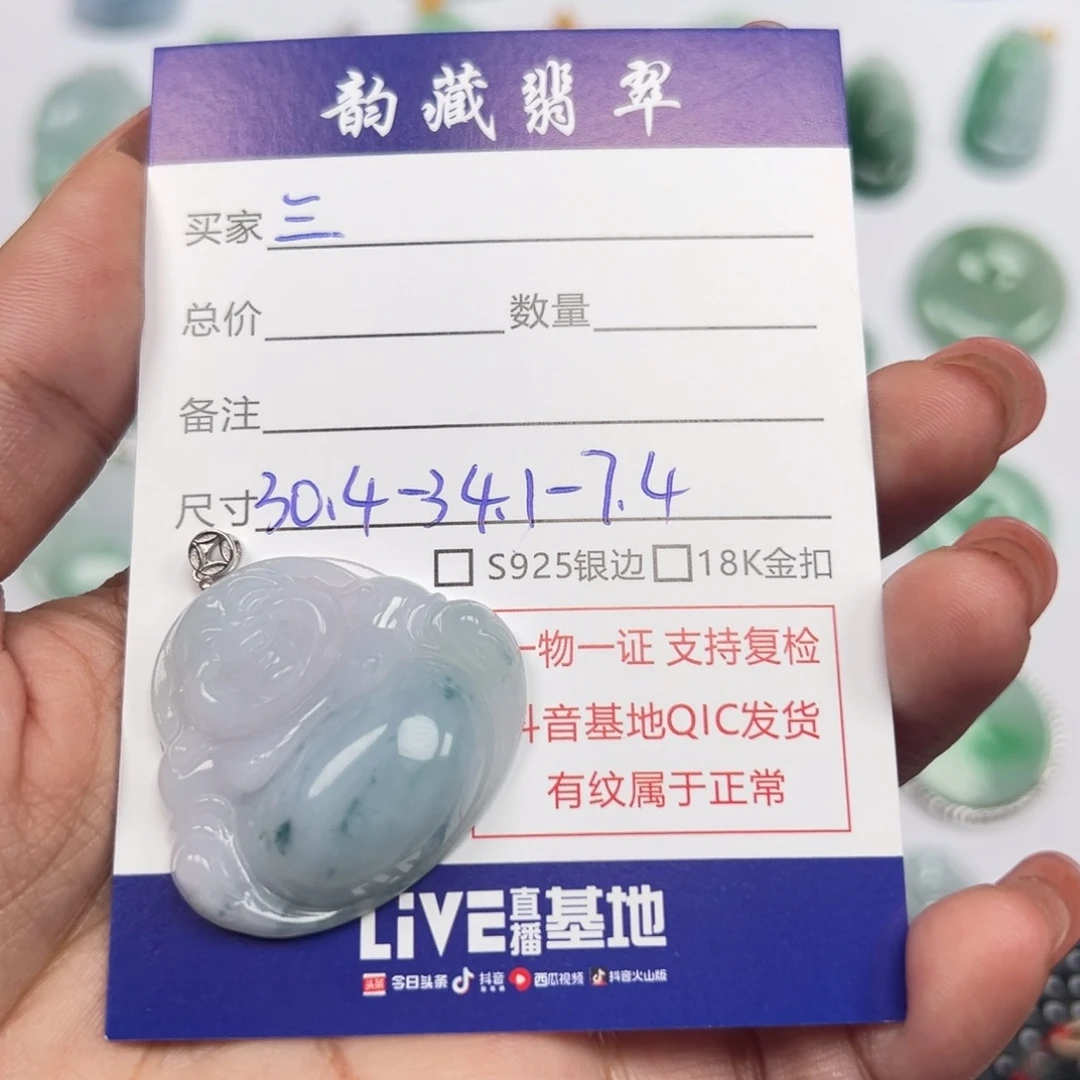 韵藏翡翠
买家 三
总价 数量
备注
尺寸 30.4-34.1-7.4
S925银边 18K金扣
一物一证 支持复检
抖音基地QIC发货
有纹属于正常
LiVE直播基地
头条 今日头条 抖音 西瓜视频 抖音火山版